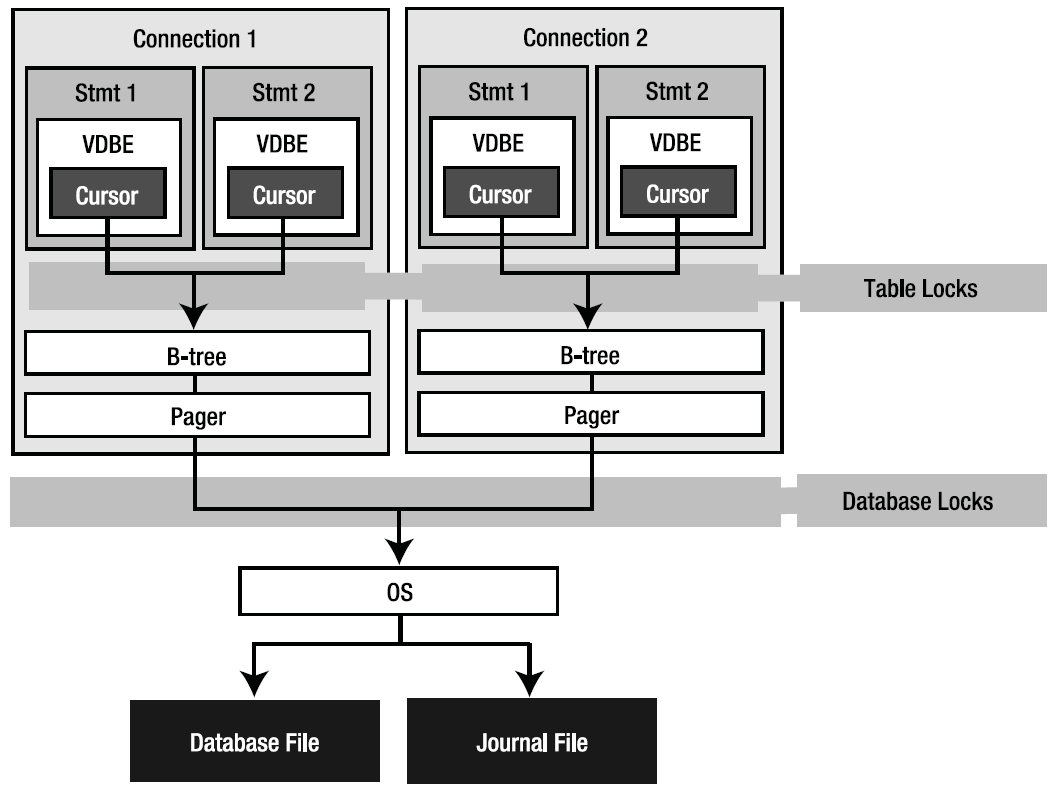 Connection 1
Connection 2
Stmt 1
Stmt 2
Stmt 1
Stmt 2
VDBE
VDBE
VDBE
VDBE
Cursor
Cursor
Cursor
Cursor
Table Locks
B-tree
B-tree
Pager
Pager
Database Locks
OS
Database File
Journal File